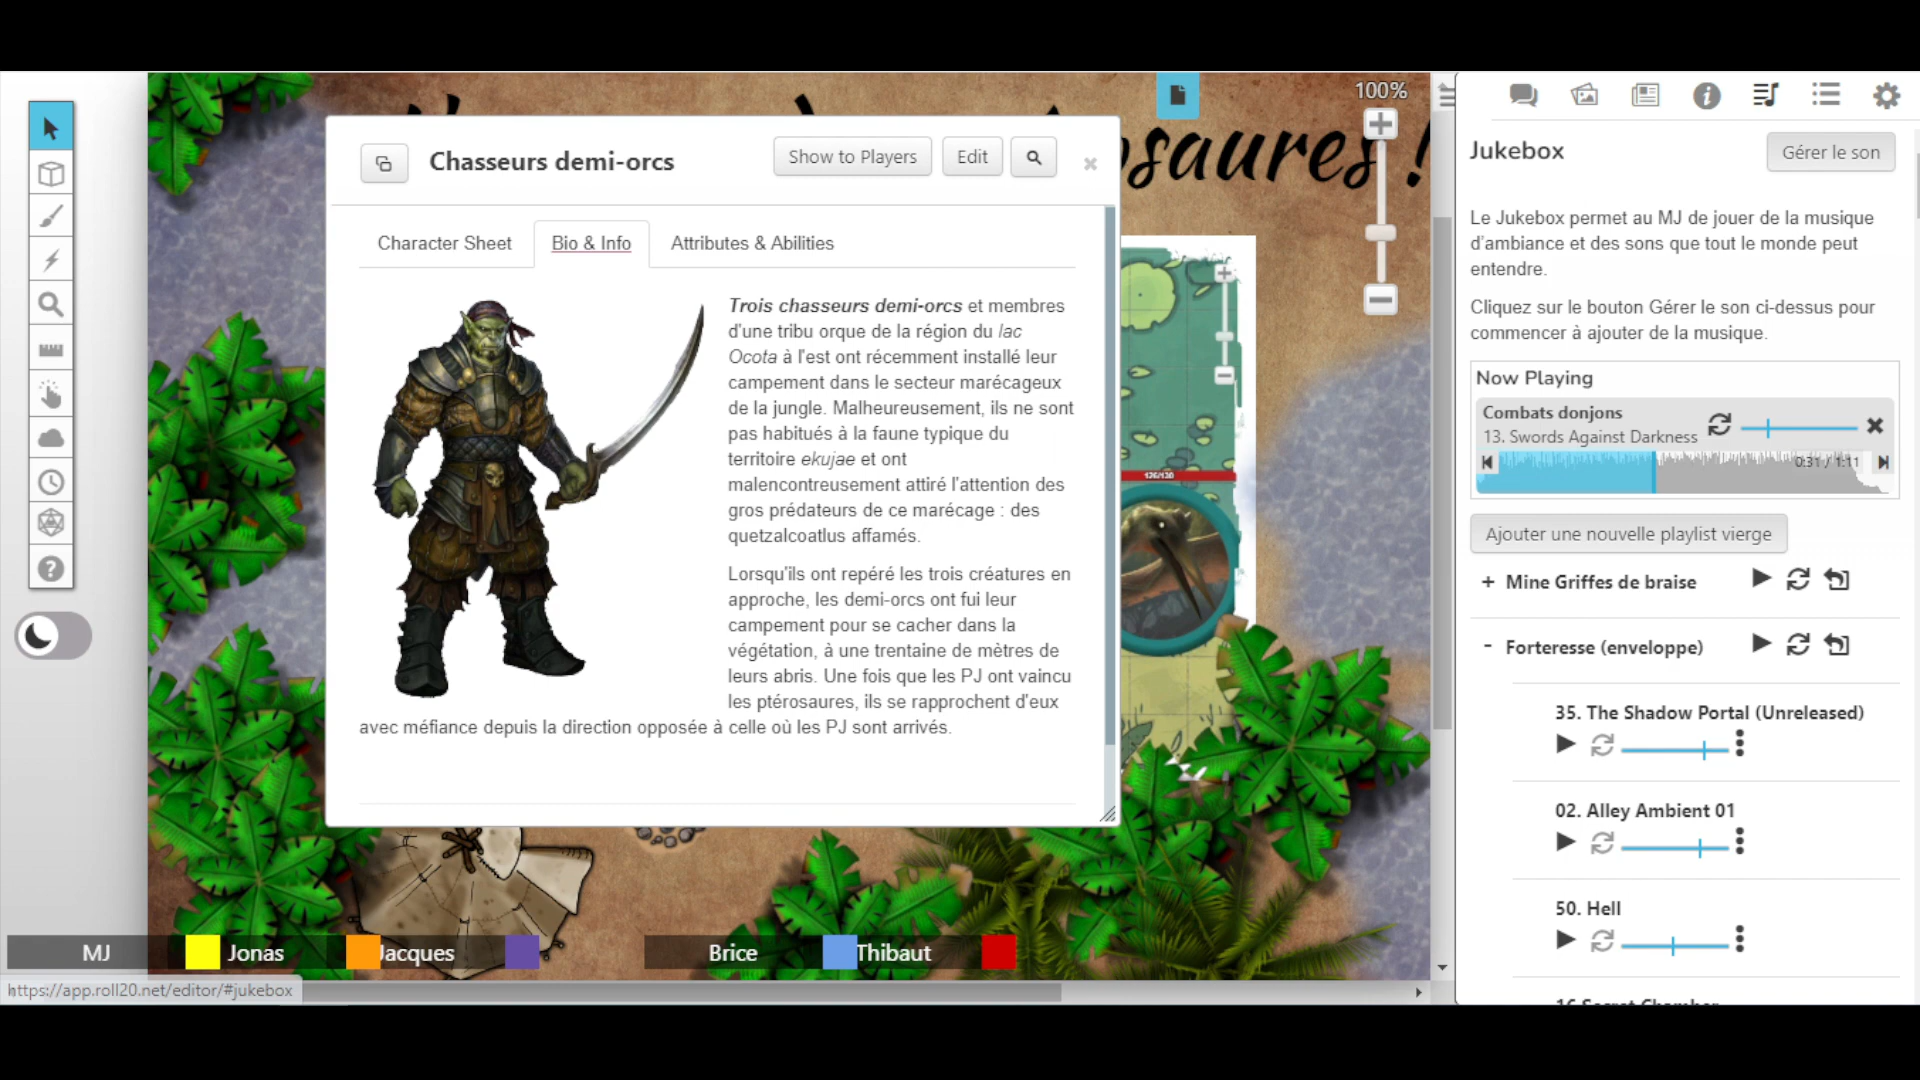 osaures !
100%
Chasseurs demi-orcs
Show to Players
Edit
Character Sheet
Bio & Info
Attributes & Abilities
Trois chasseurs demi-orcs et membres
d'une tribu orque de la région du lac
Ocota à l'est ont récemment installé leur
campement dans le secteur marécageux
de la jungle. Malheureusement, ils ne sont
pas habitués à la faune typique du
territoire ekujae et ont
malencontreusement attiré l'attention des
gros prédateurs de ce marécage : des
quetzalcoatlus affamés.
Lorsqu'ils ont repéré les trois créatures en
approche, les demi-orcs ont fui leur
campement pour se cacher dans la
végétation, à une trentaine de mètres de
leurs abris. Une fois que les PJ ont vaincu
les ptérosaures, ils se rapprochent d'eux
avec méfiance depuis la direction opposée à celle où les PJ sont arrivés.
MJ
Jonas
Jacques
Brice
Thibaut
https://app.roll20.net/editor/#jukebox
Jukebox
Gérer le son
Le Jukebox permet au MJ de jouer de la musique
d'ambiance et des sons que tout le monde peut
entendre.
Cliquez sur le bouton Gérer le son ci-dessus pour
commencer à ajouter de la musique.
Now Playing
Combats donjons
13. Swords Against Darkness
0:31 / 1:11
Ajouter une nouvelle playlist vierge
+ Mine Griffes de braise
- Forteresse (enveloppe)
35. The Shadow Portal (Unreleased)
02. Alley Ambient 01
50. Hell
16 Secret Chamber